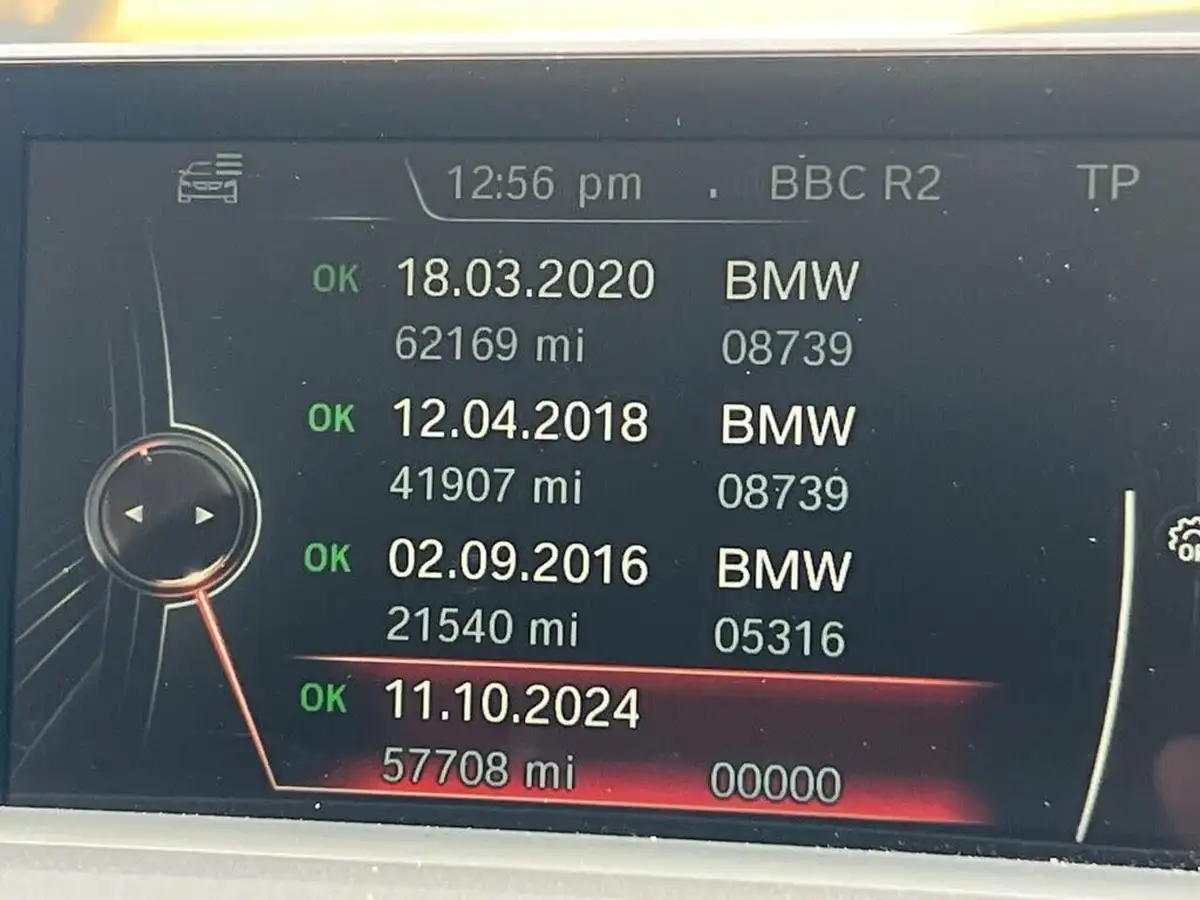 12:56 pm . BBC R2 TP
OK 18.03.2020 BMW
62169 mi 08739
OK 12.04.2018 BMW
41907 mi 08739
OK 02.09.2016 BMW
21540 mi 05316
OK 11.10.2024
57708 mi 00000